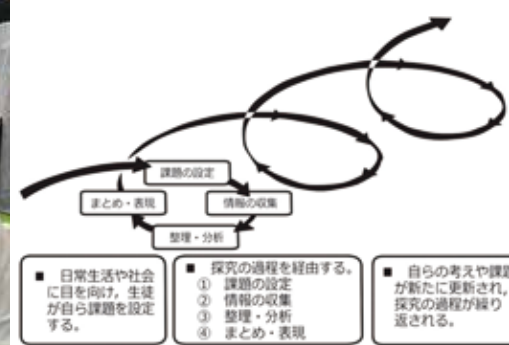 課題の設定
まとめ・表現
情報の収集
整理・分析
■ 日常生活や社会
に目を向け，生徒
が自ら課題を設定
する。
■ 探究の過程を経由する。
① 課題の設定
② 情報の収集
③ 整理・分析
④ まとめ・表現
■ 自らの考えや課題
が新たに更新され，
探究の過程が繰り
返される。